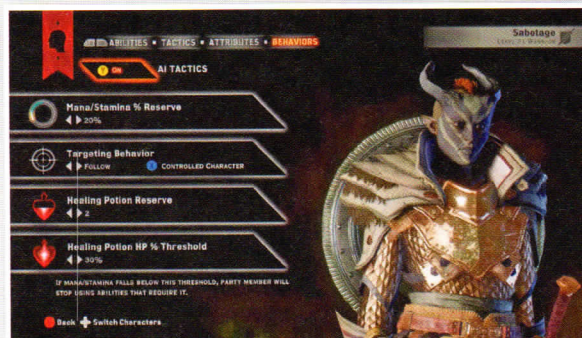 Sabotage
ABILITIES • TACTICS • ATTRIBUTES • BEHAVIORS
Y ON AI TACTICS
Mana/Stamina % Reserve
20%
Targeting Behavior
FOLLOW CONTROLLED CHARACTER
Healing Potion Reserve
2
Healing Potion HP % Threshold
30%
IF MANA/STAMINA FALLS BELOW THIS THRESHOLD, PARTY MEMBER WILL
STOP USING ABILITIES THAT REQUIRE IT.
Back Switch Characters